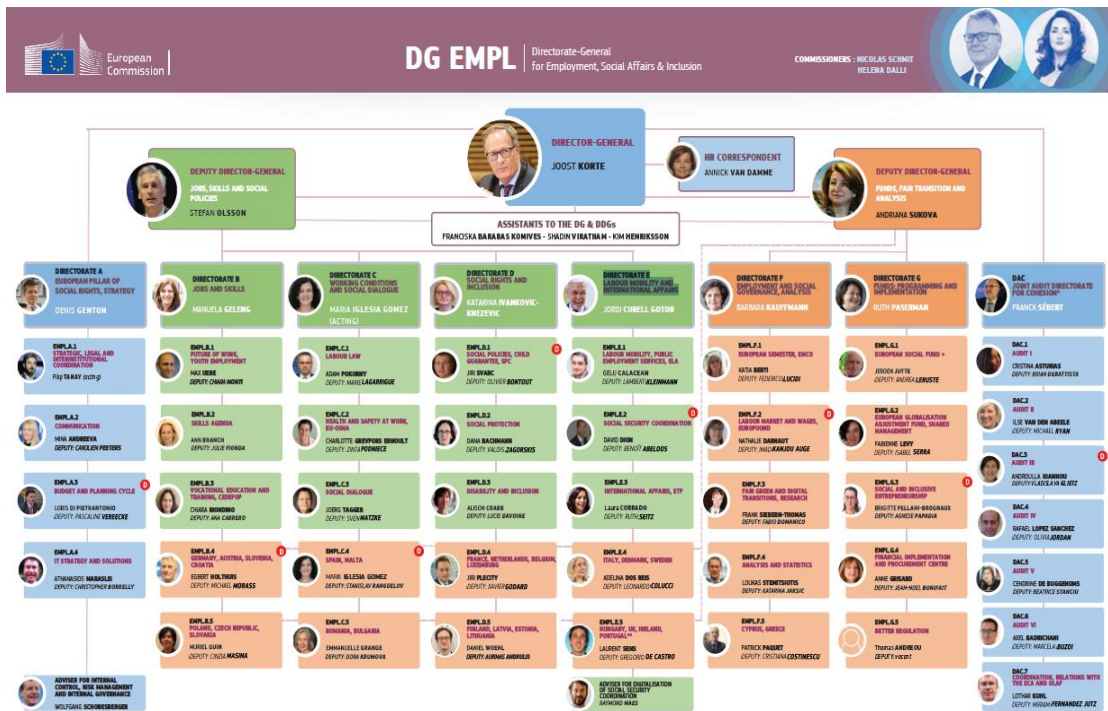 European
Commission
DG EMPL
Directorate-General
for Employment, Social Affairs & Inclusion
COMMISSIONERS : NICOLAS SCHMIT
HELENA DALLI
DIRECTOR-GENERAL
JOOST KORTE
HR CORRESPONDENT
ANNICK VAN DAMME
DEPUTY DIRECTOR-GENERAL
JOBS, SKILLS AND SOCIAL
POLICIES
STEFAN OLSSON
DEPUTY DIRECTOR-GENERAL
FUNDS, FAIR TRANSITION AND
ANALYSIS
ANDRIANA SUKOVA
ASSISTANTS TO THE DG & DDGs
FRANCISKA BARABAS KOMIVES - SHADIN VIRATHAM - KIM HENRIKSSON
DIRECTORATE A
EUROPEAN PILLAR OF
SOCIAL RIGHTS, STRATEGY
DENIS GENTON
EMPL.A.1
STRATEGIC, LEGAL AND
INTERINSTITUTIONAL
COORDINATION
Filip TANAY (acting)
EMPL.A.2
COMMUNICATION
MINA ANDREEVA
DEPUTY: CAROLIEN PEETERS
EMPL.A.3
BUDGET AND PLANNING CYCLE
D
LORIS DI PIETRANTONIO
DEPUTY: PASCALINE VEREECKE
EMPL.A.4
IT STRATEGY AND SOLUTIONS
ATHANASIOS MARASLIS
DEPUTY: CHRISTOPHER BORBELLY
ADVISER FOR INTERNAL
CONTROL, RISK MANAGEMENT
AND INTERNAL GOVERNANCE
WOLFGANG SCHOBESBERGER
DIRECTORATE B
JOBS AND SKILLS
MANUELA GELENG
EMPL.B.1
FUTURE OF WORK,
YOUTH EMPLOYMENT
MAX UEBE
DEPUTY: CHIARA MONTI
EMPL.B.2
SKILLS AGENDA
ANN BRANCH
DEPUTY: JULIE FIONDA
EMPL.B.3
VOCATIONAL EDUCATION AND
TRAINING, CEDEFOP
CHIARA RIONDINO
DEPUTY: ANA CARRERO
EMPL.B.4
GERMANY, AUSTRIA, SLOVENIA,
CROATIA
D
EGBERT HOLTHUIS
DEPUTY: MICHAEL MORASS
EMPL.B.5
POLAND, CZECH REPUBLIC,
SLOVAKIA
MURIEL GUIN
DEPUTY: CINZIA MASINA
DIRECTORATE C
WORKING CONDITIONS
AND SOCIAL DIALOGUE
MARIA IGLESIA GOMEZ
(ACTING)
EMPL.C.1
LABOUR LAW
ADAM POKORNY
DEPUTY: MARIE LAGARRIGUE
EMPL.C.2
HEALTH AND SAFETY AT WORK,
EU-OSHA
CHARLOTTE GREVFORS ERNOULT
DEPUTY: ZINTA PODNIECE
EMPL.C.3
SOCIAL DIALOGUE
JOERG TAGGER
DEPUTY: SVEN MATZKE
EMPL.C.4
SPAIN, MALTA
D
MARIA IGLESIA GOMEZ
DEPUTY: STANISLAV RANGUELOV
EMPL.C.5
ROMANIA, BULGARIA
EMMANUELLE GRANGE
DEPUTY: DORA KRUMOVA
DIRECTORATE D
SOCIAL RIGHTS AND
INCLUSION
KATARINA IVANKOVIC-
KNEZEVIC
EMPL.D.1
SOCIAL POLICIES, CHILD
GUARANTEE, SPC
D
JIRI SVARC
DEPUTY: OLIVIER BONTOUT
EMPL.D.2
SOCIAL PROTECTION
DANA BACHMANN
DEPUTY: VALDIS ZAGORSKIS
EMPL.D.3
DISABILITY AND INCLUSION
ALISON CRABB
DEPUTY: LUCIE DAVOINE
EMPL.D.4
FRANCE, NETHERLANDS, BELGIUM,
LUXEMBURG
JIRI PLECITY
DEPUTY: XAVIER GODARD
EMPL.D.5
FINLAND, LATVIA, ESTONIA,
LITHUANIA
DANIEL WOEHL
DEPUTY: AURIMAS ANDRULIS
DIRECTORATE E
LABOUR MOBILITY AND
INTERNATIONAL AFFAIRS
JORDI CURELL GOTOR
EMPL.E.1
LABOUR MOBILITY, PUBLIC
EMPLOYMENT SERVICES, ELA
GELU CALACEAN
DEPUTY: LAMBERT KLEINMANN
EMPL.E.2
SOCIAL SECURITY COORDINATION
D
DAVID DION
DEPUTY: BENOÎT ABELOOS
EMPL.E.3
INTERNATIONAL AFFAIRS, ETF
Laura CORRADO
DEPUTY: RUTH SEITZ
EMPL.E.4
ITALY, DENMARK, SWEDEN
ADELINA DOS REIS
DEPUTY: LEONARDO COLUCCI
EMPL.E.5
HUNGARY, UK, IRELAND,
PORTUGAL**
LAURENT SENS
DEPUTY: GREGORIO DE CASTRO
ADVISER FOR DIGITALISATION
OF SOCIAL SECURITY
COORDINATION
RAYMOND MAES
DIRECTORATE F
EMPLOYMENT AND SOCIAL
GOVERNANCE, ANALYSIS
BARBARA KAUFFMANN
EMPL.F.1
EUROPEAN SEMESTER, EMCO
KATIA BERTI
DEPUTY: FEDERICO LUCIDI
EMPL.F.2
LABOUR MARKET AND WAGES,
EUROFOUND
D
NATHALIE DARNAUT
DEPUTY: INAKI KANJOU AUGE
EMPL.F.3
FAIR GREEN AND DIGITAL
TRANSITIONS, RESEARCH
FRANK SIEBERN-THOMAS
DEPUTY: FABIO DOMANICO
EMPL.F.4
ANALYSIS AND STATISTICS
LOUKAS STEMITSIOTIS
DEPUTY: KATARINA JAKSIC
EMPL.F.5
CYPRUS, GREECE
PATRICK PAQUET
DEPUTY: CRISTIANA COSTINESCU
DIRECTORATE G
FUNDS: PROGRAMMING AND
IMPLEMENTATION
RUTH PASERMAN
EMPL.G.1
EUROPEAN SOCIAL FUND +
JEROEN JUTTE
DEPUTY: ANDREA LERUSTE
EMPL.G.2
EUROPEAN GLOBALISATION
ADJUSTMENT FUND, SHARED
MANAGEMENT
FABIENNE LEVY
DEPUTY: ISABEL SERRA
EMPL.G.3
SOCIAL AND INCLUSIVE
ENTREPRENEURSHIP
D
BRIGITTE FELLAHI-BROGNAUX
DEPUTY: AGNESE PAPADIA
EMPL.G.4
FINANCIAL IMPLEMENTATION
AND PROCUREMENT CENTRE
ANNE GRISARD
DEPUTY: JEAN-NOEL BONIFAIT
EMPL.G.5
BETTER REGULATION
Thomas ANDREOU
DEPUTY: vacant
DAC
JOINT AUDIT DIRECTORATE
FOR COHESION*
FRANCK SÉBERT
DAC.1
AUDIT I
CRISTINA ASTURIAS
DEPUTY: BRIAN DEBATTISTA
DAC.2
AUDIT II
ILSE VAN DEN ABEELE
DEPUTY: MICHAEL RYAN
DAC.3
AUDIT III
D
ANDROULLA IOANNOU
DAC.4
AUDIT IV
RAFAEL LOPEZ SANCHEZ
DEPUTY: OLIVIA JORDAN
DAC.5
AUDIT V
CENDRINE DE BUGGENOMS
DEPUTY: BEATRICE STANCIU
DAC.6
AUDIT VI
AXEL BADRICHANI
DEPUTY: MARCELA BUZOI
DAC.7
COORDINATION, RELATIONS WITH
THE ECA AND OLAF
LOTHAR KUHL
DEPUTY: MIRIAM FERNANDEZ JUTZ